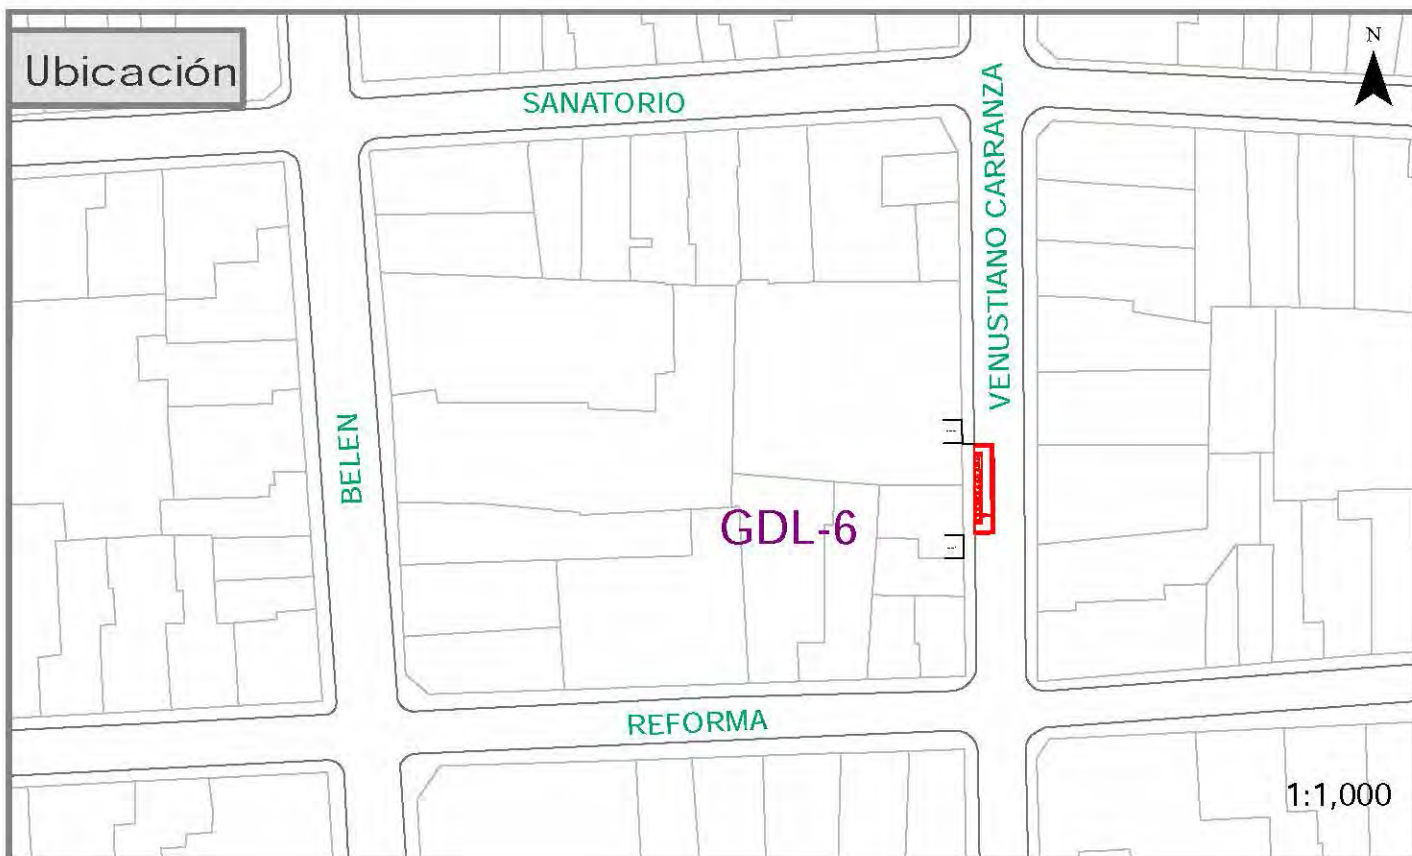 Ubicación
N
SANATORIO
VENUSTIANO CARRANZA
BELEN
GDL-6
REFORMA
1:1,000